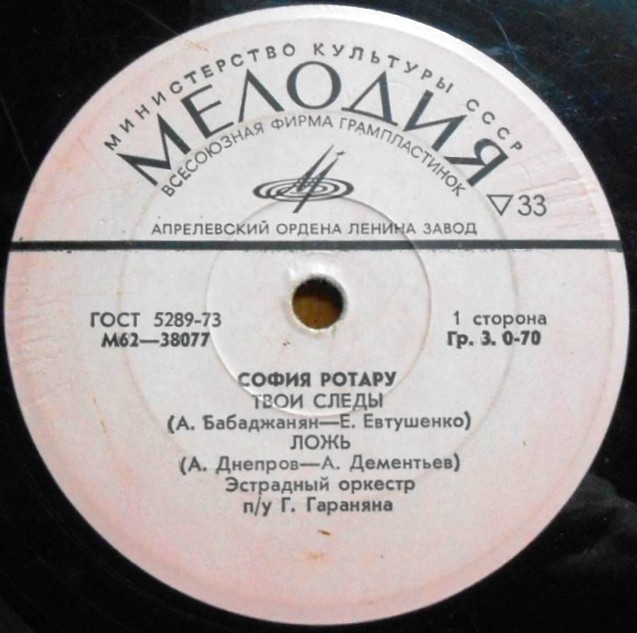 МИНИСТЕРСТВО КУЛЬТУРЫ СССР
МЕЛОДИЯ
ВСЕСОЮЗНАЯ ФИРМА ГРАМПЛАСТИНОК
▽33
АПРЕЛЕВСКИЙ ОРДЕНА ЛЕНИНА ЗАВОД
ГОСТ 5289-73
М62—38077
1 сторона
Гр. 3. 0-70
СОФИЯ РОТАРУ
ТВОИ СЛЕДЫ
(А. Бабаджанян—Е. Евтушенко)
ЛОЖЬ
(А. Днепров—А. Дементьев)
Эстрадный оркестр
п/у Г. Гараняна